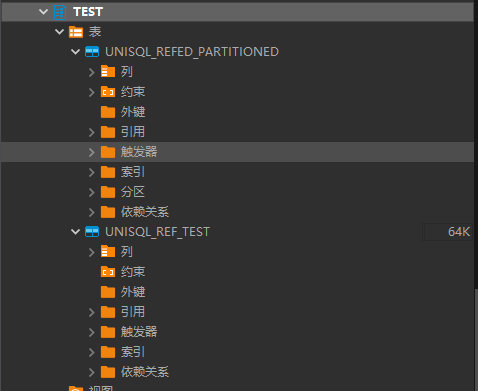 TEST
表
UNISQL_REFED_PARTITIONED
列
约束
外键
引用
触发器
索引
分区
依赖关系
UNISQL_REF_TEST 64K
列
约束
外键
引用
触发器
索引
依赖关系
视图